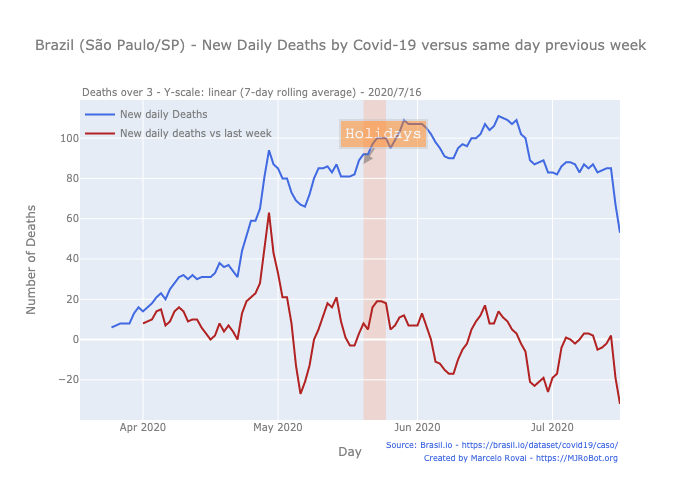 Brazil (São Paulo/SP) - New Daily Deaths by Covid-19 versus same day previous week
Deaths over 3 - Y-scale: linear (7-day rolling average) - 2020/7/16
New daily Deaths
New daily deaths vs last week
Holidays
Number of Deaths
100
80
60
40
20
0
−20
Apr 2020
May 2020
Jun 2020
Jul 2020
Day
Source: Brasil.io - https://brasil.io/dataset/covid19/caso/
Created by Marcelo Rovai - https://MJRoBot.org